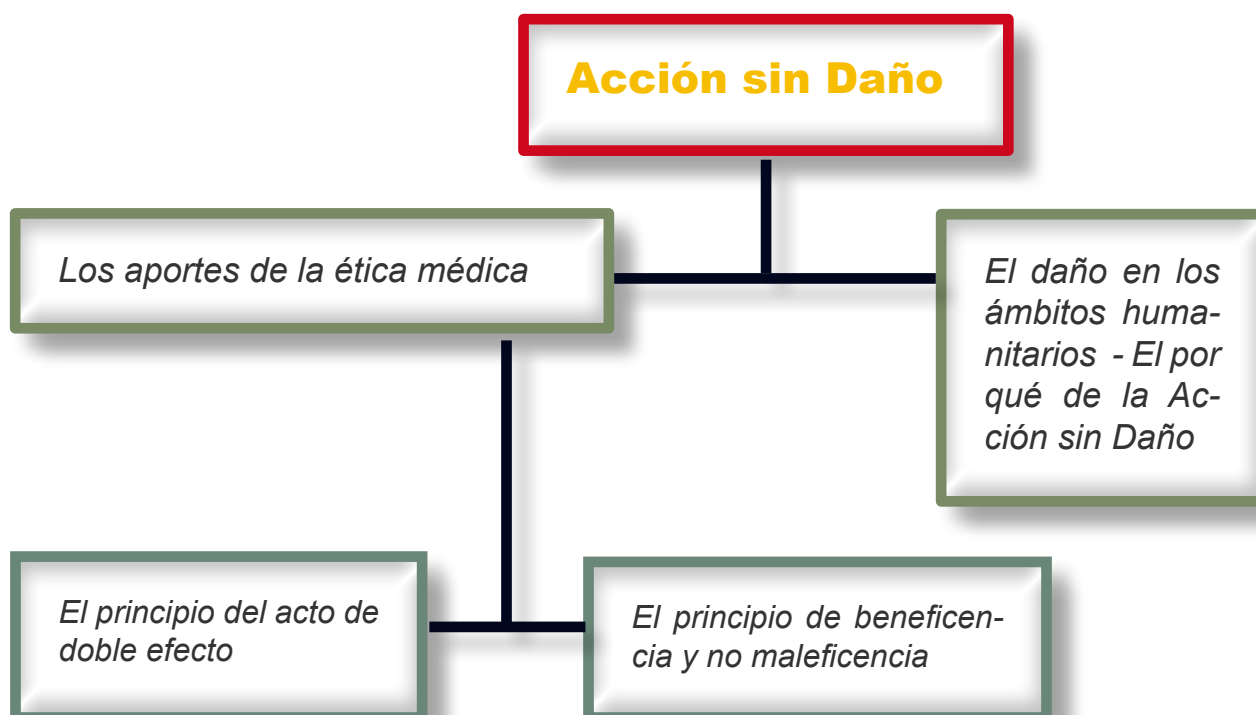 Acción sin Daño
Los aportes de la ética médica
El daño en los
ámbitos huma-
nitarios - El por
qué de la Ac-
ción sin Daño
El principio del acto de
doble efecto
El principio de beneficen-
cia y no maleficencia